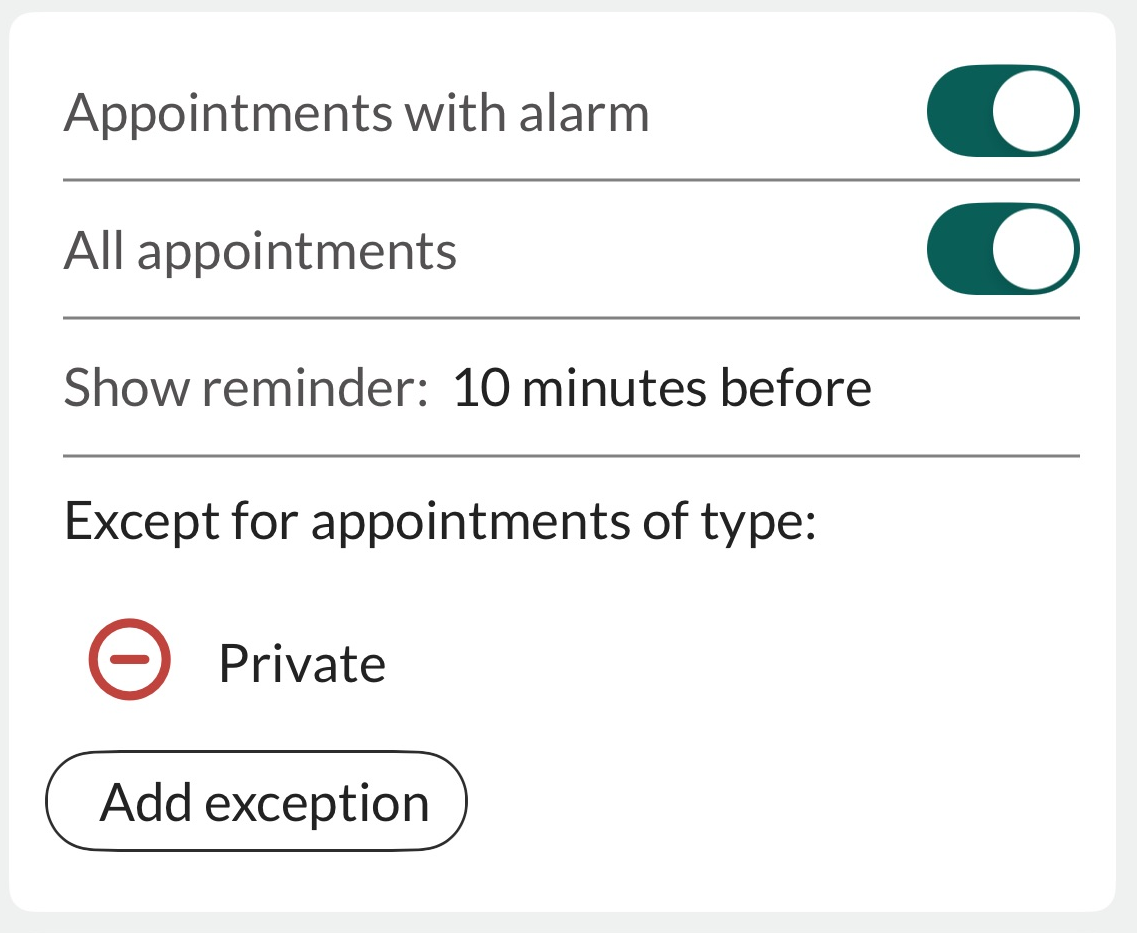 Appointments with alarm
All appointments
Show reminder: 10 minutes before
Except for appointments of type:
Private
Add exception